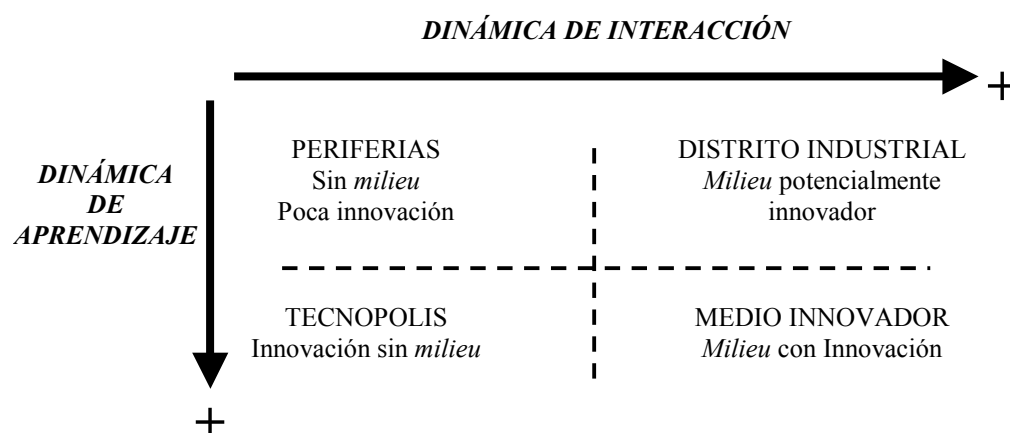 DINÁMICA DE INTERACCIÓN
+
DINÁMICA
DE
APRENDIZAJE
PERIFERIAS
Sin milieu
Poca innovación
DISTRITO INDUSTRIAL
Milieu potencialmente
innovador
TECNOPOLIS
Innovación sin milieu
MEDIO INNOVADOR
Milieu con Innovación
+